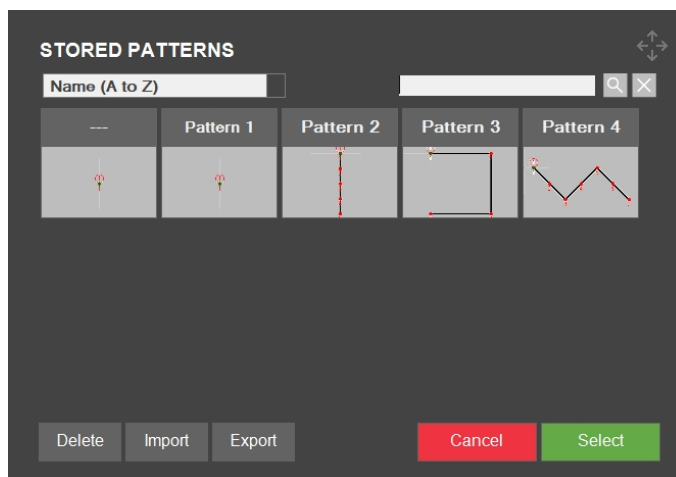 STORED PATTERNS
Name (A to Z)
--- Pattern 1 Pattern 2 Pattern 3 Pattern 4
Delete Import Export Cancel Select